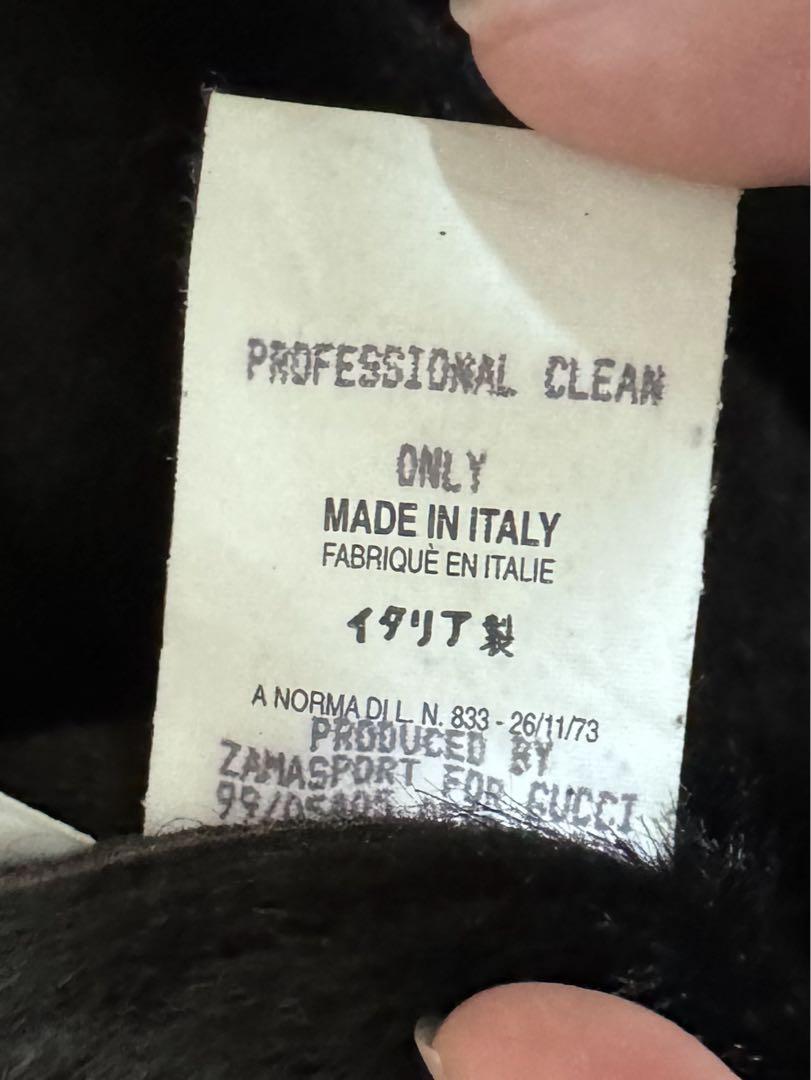 PROFESSIONAL CLEAN
ONLY
MADE IN ITALY
FABRIQUÈ EN ITALIE
イタリア製
A NORMA DI L. N. 833 - 26/11/73
PRODUCED BY
ZAMASPORT FOR GUCCI